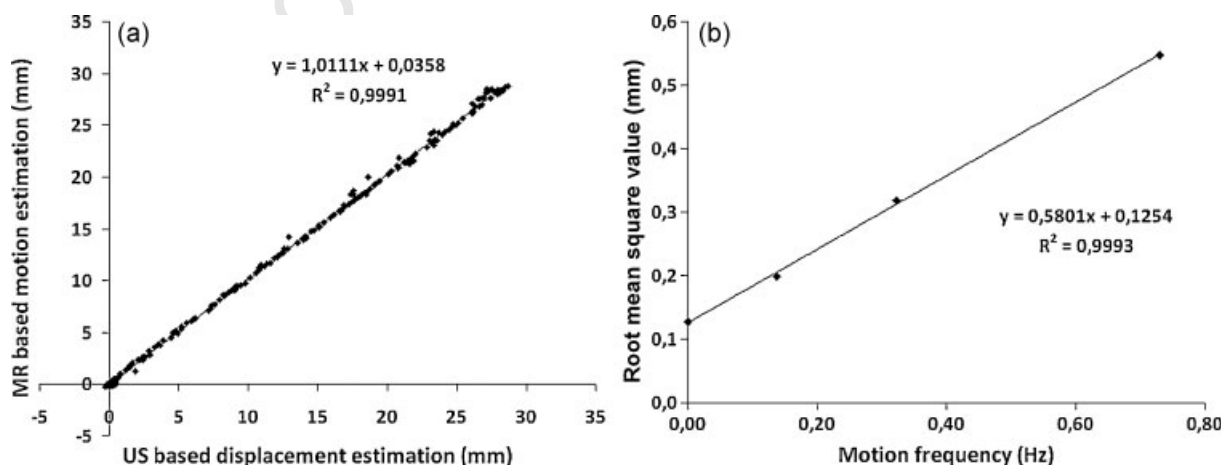 (a)
y = 1,0111x + 0,0358
R² = 0,9991
MR based motion estimation (mm)
35
30
25
20
15
10
5
0
-5
-5 0 5 10 15 20 25 30 35
US based displacement estimation (mm)
(b)
y = 0,5801x + 0,1254
R² = 0,9993
Root mean square value (mm)
0,6
0,5
0,4
0,3
0,2
0,1
0,0
0,00 0,20 0,40 0,60 0,80
Motion frequency (Hz)